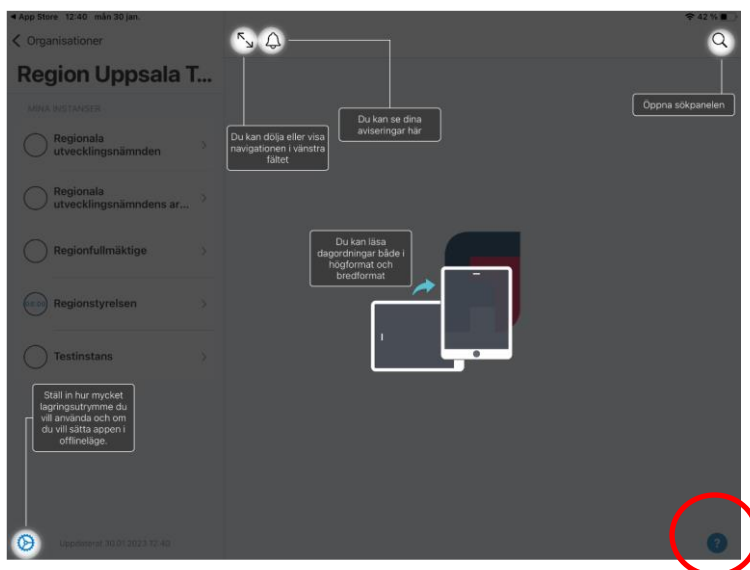 App Store 12:40 mån 30 jan.
42 %
Organisationer
Region Uppsala T...
MINA INSTANSER
Regionala
utvecklingsnämnden
Regionala
utvecklingsnämndens ar...
Regionfullmäktige
Regionstyrelsen
Testinstans
Du kan dölja eller visa
navigationen i vänstra
fältet
Du kan se dina
aviseringar här
Öppna sökpanelen
Du kan läsa
dagordningar både i
högformat och
bredformat
Ställ in hur mycket
lagringsutrymme du
vill använda och om
du vill sätta appen i
offlineläge.
Uppdaterat 30.01.2023 12:40
?